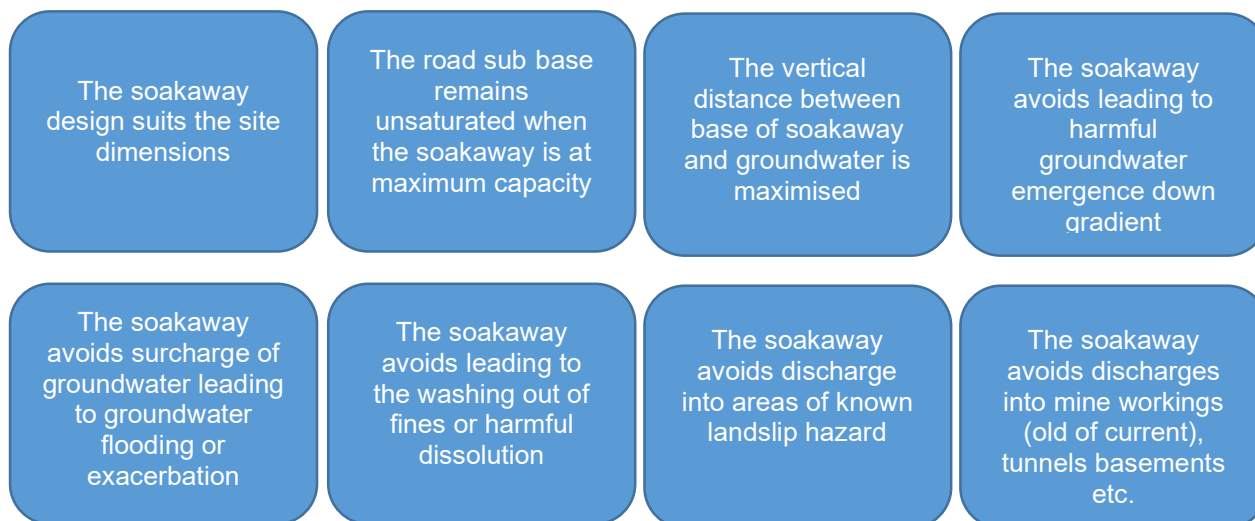 The soakaway
design suits the site
dimensions
The road sub base
remains
unsaturated when
the soakaway is at
maximum capacity
The vertical
distance between
base of soakaway
and groundwater is
maximised
The soakaway
avoids leading to
harmful
groundwater
emergence down
gradient
The soakaway
avoids surcharge of
groundwater leading
to groundwater
flooding or
exacerbation
The soakaway
avoids leading to
the washing out of
fines or harmful
dissolution
The soakaway
avoids discharge
into areas of known
landslip hazard
The soakaway
avoids discharges
into mine workings
(old of current),
tunnels basements
etc.